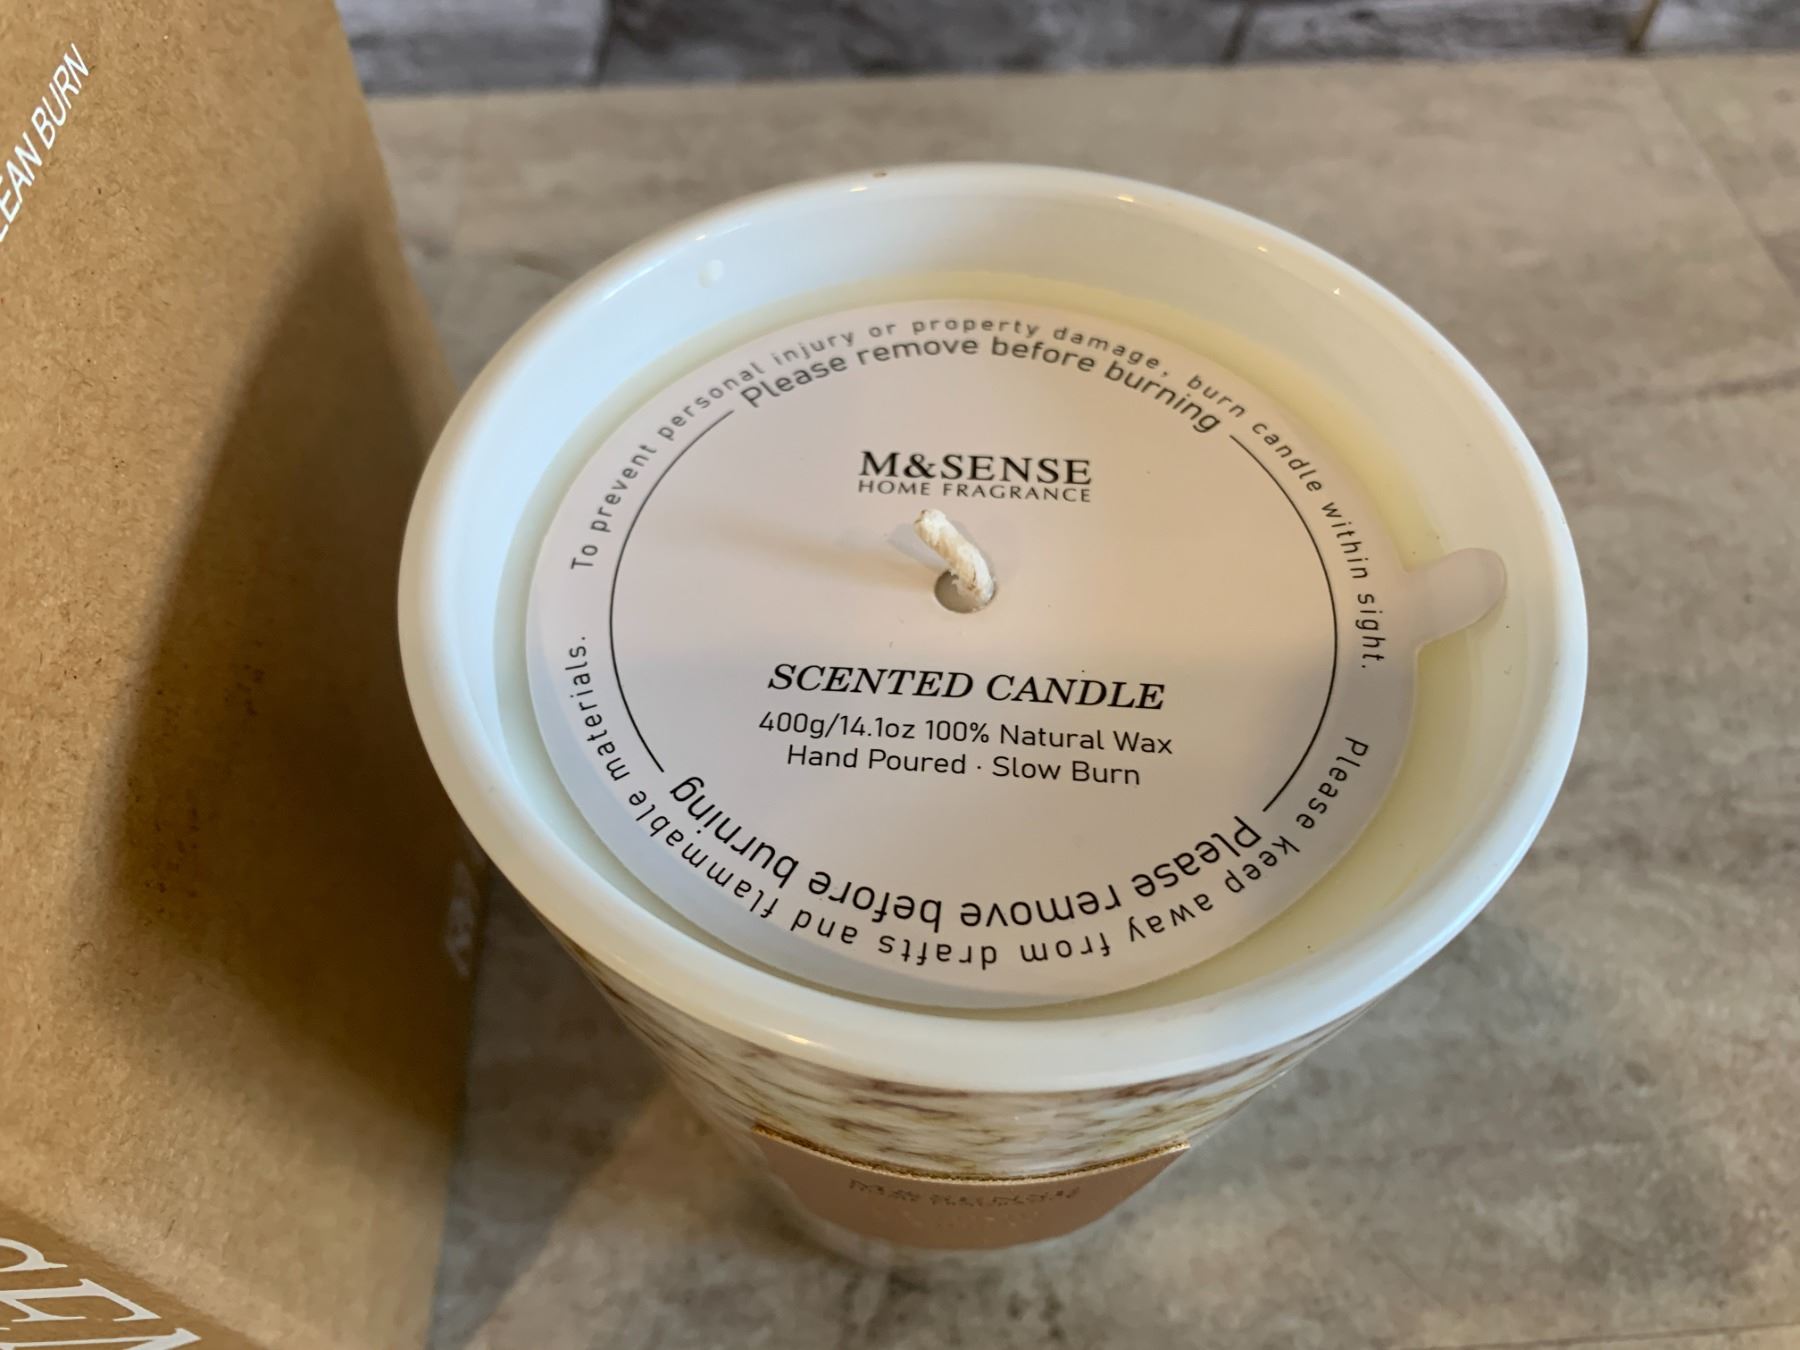 To prevent personal injury or property damage, burn candle within sight.
Please remove before burning
M&SENSE
HOME FRAGRANCE
SCENTED CANDLE
400g/14.1oz 100% Natural Wax
Hand Poured · Slow Burn
Please remove before burning
Please keep away from drafts and flammable materials.
BURN